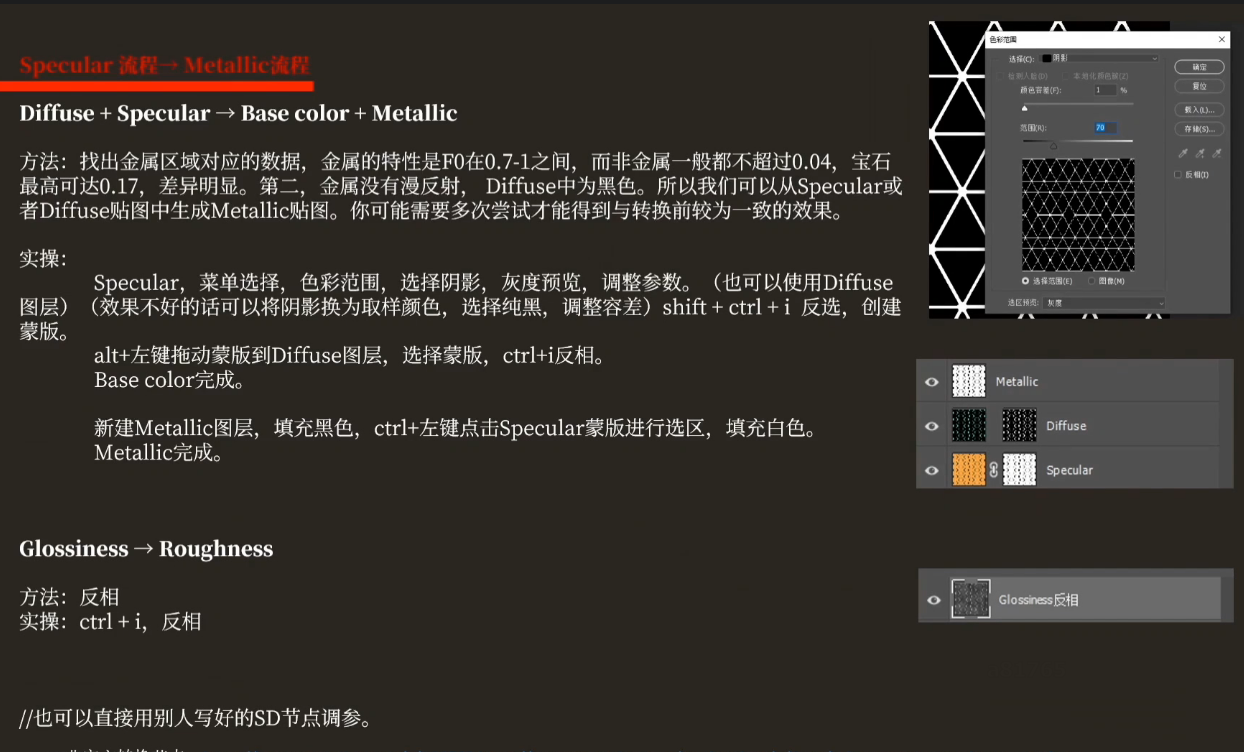 Specular 流程→ Metallic流程
Diffuse + Specular → Base color + Metallic
方法：找出金属区域对应的数据，金属的特性是F0在0.7-1之间，而非金属一般都不超过0.04，宝石
最高可达0.17，差异明显。第二，金属没有漫反射， Diffuse中为黑色。所以我们可以从Specular或
者Diffuse贴图中生成Metallic贴图。你可能需要多次尝试才能得到与转换前较为一致的效果。
实操：
Specular，菜单选择，色彩范围，选择阴影，灰度预览，调整参数。（也可以使用Diffuse
图层）（效果不好的话可以将阴影换为取样颜色，选择纯黑，调整容差）shift + ctrl + i 反选，创建
蒙版。
alt+左键拖动蒙版到Diffuse图层，选择蒙版，ctrl+i反相。
Base color完成。
新建Metallic图层，填充黑色，ctrl+左键点击Specular蒙版进行选区，填充白色。
Metallic完成。
Glossiness → Roughness
方法：反相
实操：ctrl + i，反相
//也可以直接用别人写好的SD节点调参。
色彩范围
选择(C): 阴影
检测人脸(D) 本地化颜色簇(Z)
颜色容差(F): 1 %
范围(R): 70
选择范围(E) 图像(M)
选区预览: 灰度
确定
复位
载入(L)...
存储(S)...
反相(I)
Metallic
Diffuse
Specular
Glossiness反相